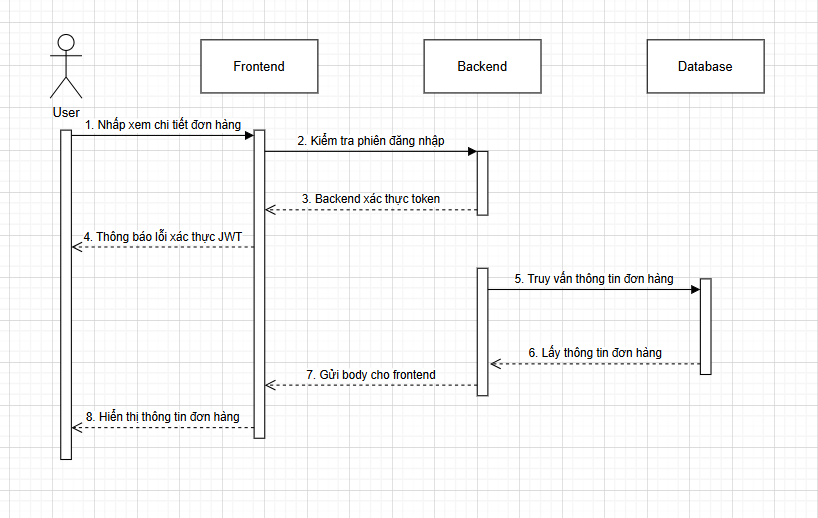 Frontend
Backend
Database
User
1. Nhấp xem chi tiết đơn hàng
2. Kiểm tra phiên đăng nhập
3. Backend xác thực token
4. Thông báo lỗi xác thực JWT
5. Truy vấn thông tin đơn hàng
6. Lấy thông tin đơn hàng
7. Gửi body cho frontend
8. Hiển thị thông tin đơn hàng